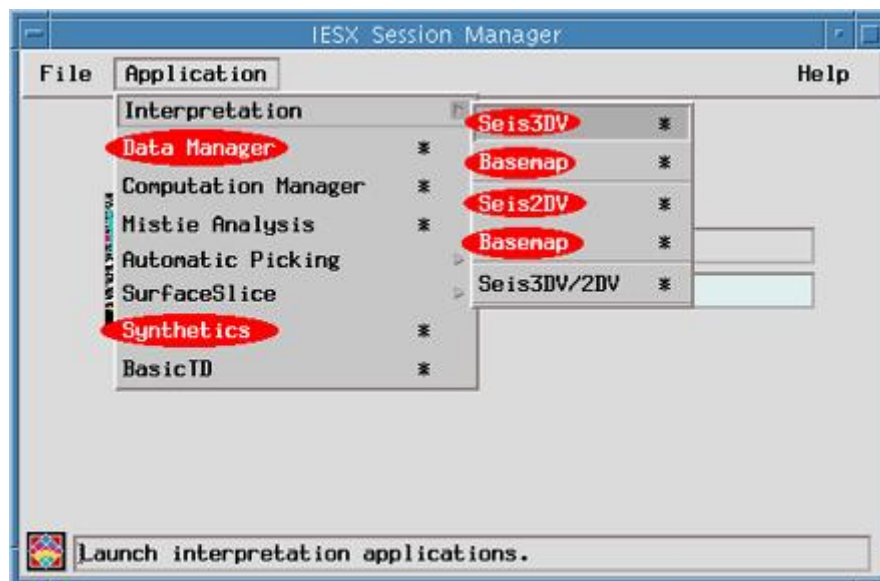 IESX Session Manager
File Application Help
Interpretation
Data Manager *
Computation Manager *
Mistie Analysis *
Automatic Picking
SurfaceSlice
Synthetics *
BasicTD *
Seis3DV *
Basemap *
Seis2DV *
Basemap *
Seis3DV/2DV *
Launch interpretation applications.